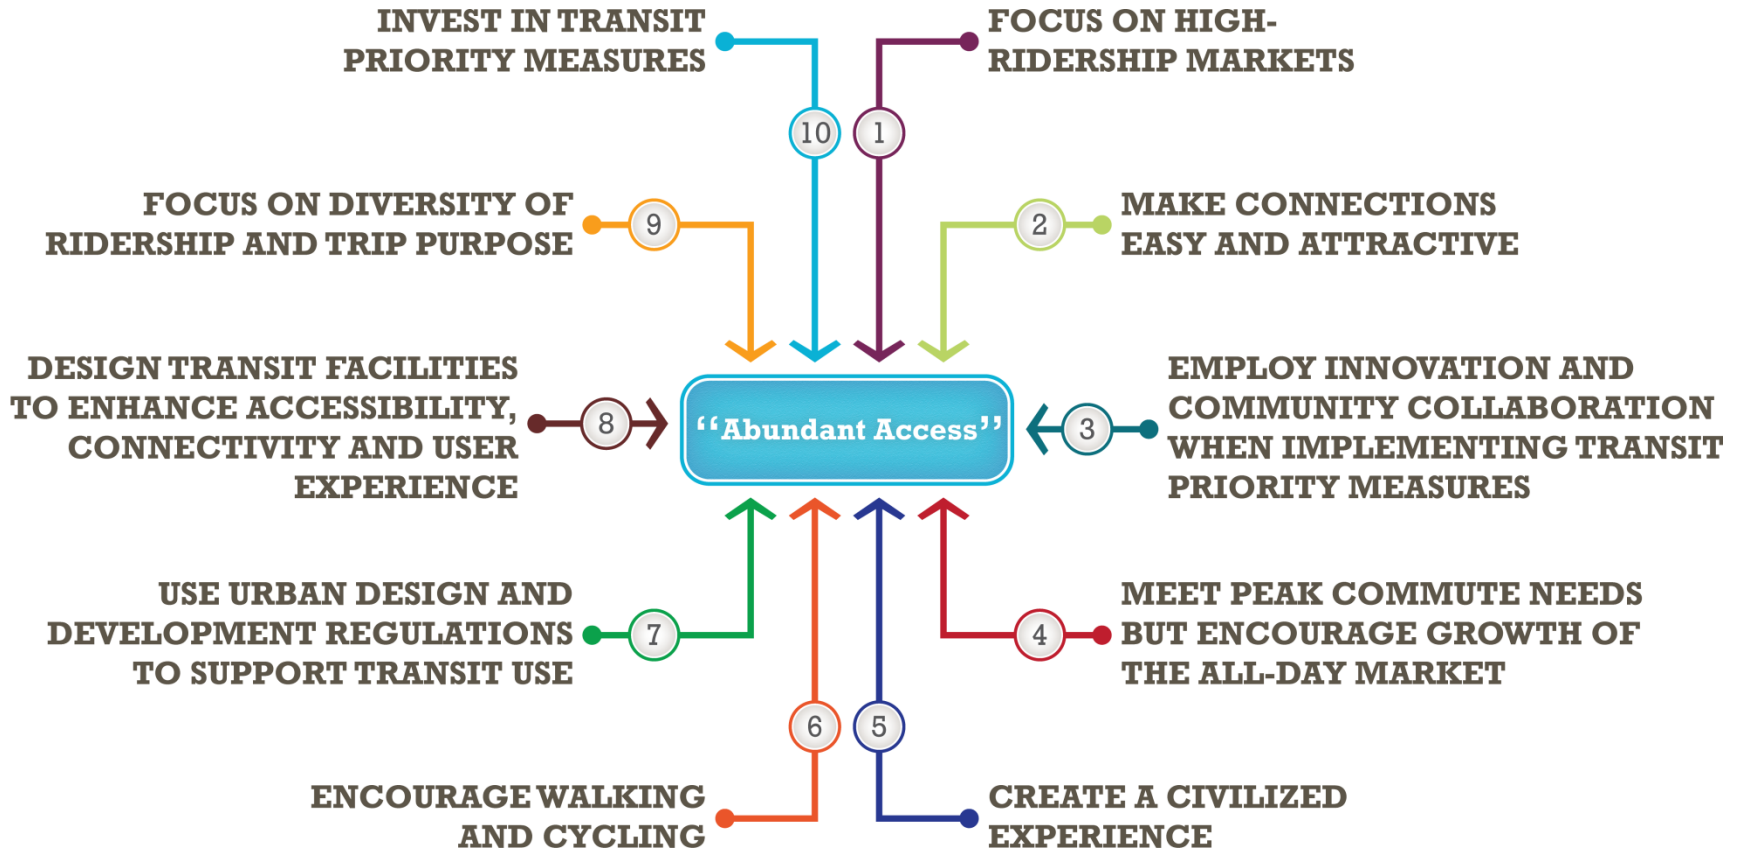 INVEST IN TRANSIT
PRIORITY MEASURES
10
FOCUS ON HIGH-
RIDERSHIP MARKETS
1
MAKE CONNECTIONS
EASY AND ATTRACTIVE
2
EMPLOY INNOVATION AND
COMMUNITY COLLABORATION
WHEN IMPLEMENTING TRANSIT
PRIORITY MEASURES
3
MEET PEAK COMMUTE NEEDS
BUT ENCOURAGE GROWTH OF
THE ALL-DAY MARKET
4
CREATE A CIVILIZED
EXPERIENCE
5
ENCOURAGE WALKING
AND CYCLING
6
USE URBAN DESIGN AND
DEVELOPMENT REGULATIONS
TO SUPPORT TRANSIT USE
7
DESIGN TRANSIT FACILITIES
TO ENHANCE ACCESSIBILITY,
CONNECTIVITY AND USER
EXPERIENCE
8
FOCUS ON DIVERSITY OF
RIDERSHIP AND TRIP PURPOSE
9
“Abundant Access”